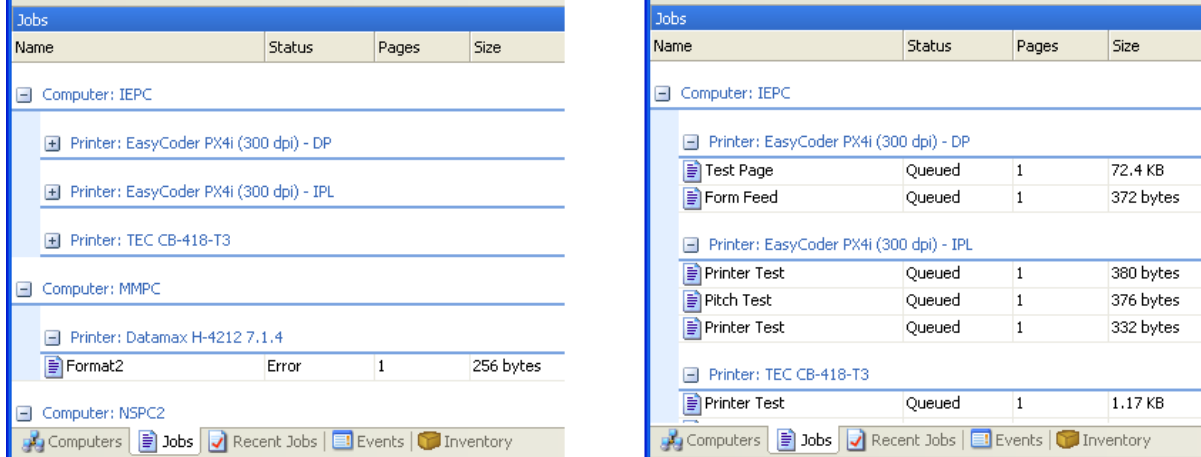 Jobs
Name Status Pages Size
Computer: IEPC
Printer: EasyCoder PX4i (300 dpi) - DP
Printer: EasyCoder PX4i (300 dpi) - IPL
Printer: TEC CB-418-T3
Computer: MMPC
Printer: Datamax H-4212 7.1.4
Format2 Error 1 256 bytes
Computer: NSPC2
Computers Jobs Recent Jobs Events Inventory
Jobs
Name Status Pages Size
Computer: IEPC
Printer: EasyCoder PX4i (300 dpi) - DP
Test Page Queued 1 72.4 KB
Form Feed Queued 1 372 bytes
Printer: EasyCoder PX4i (300 dpi) - IPL
Printer Test Queued 1 380 bytes
Pitch Test Queued 1 376 bytes
Printer Test Queued 1 332 bytes
Printer: TEC CB-418-T3
Printer Test Queued 1 1.17 KB
Computers Jobs Recent Jobs Events Inventory